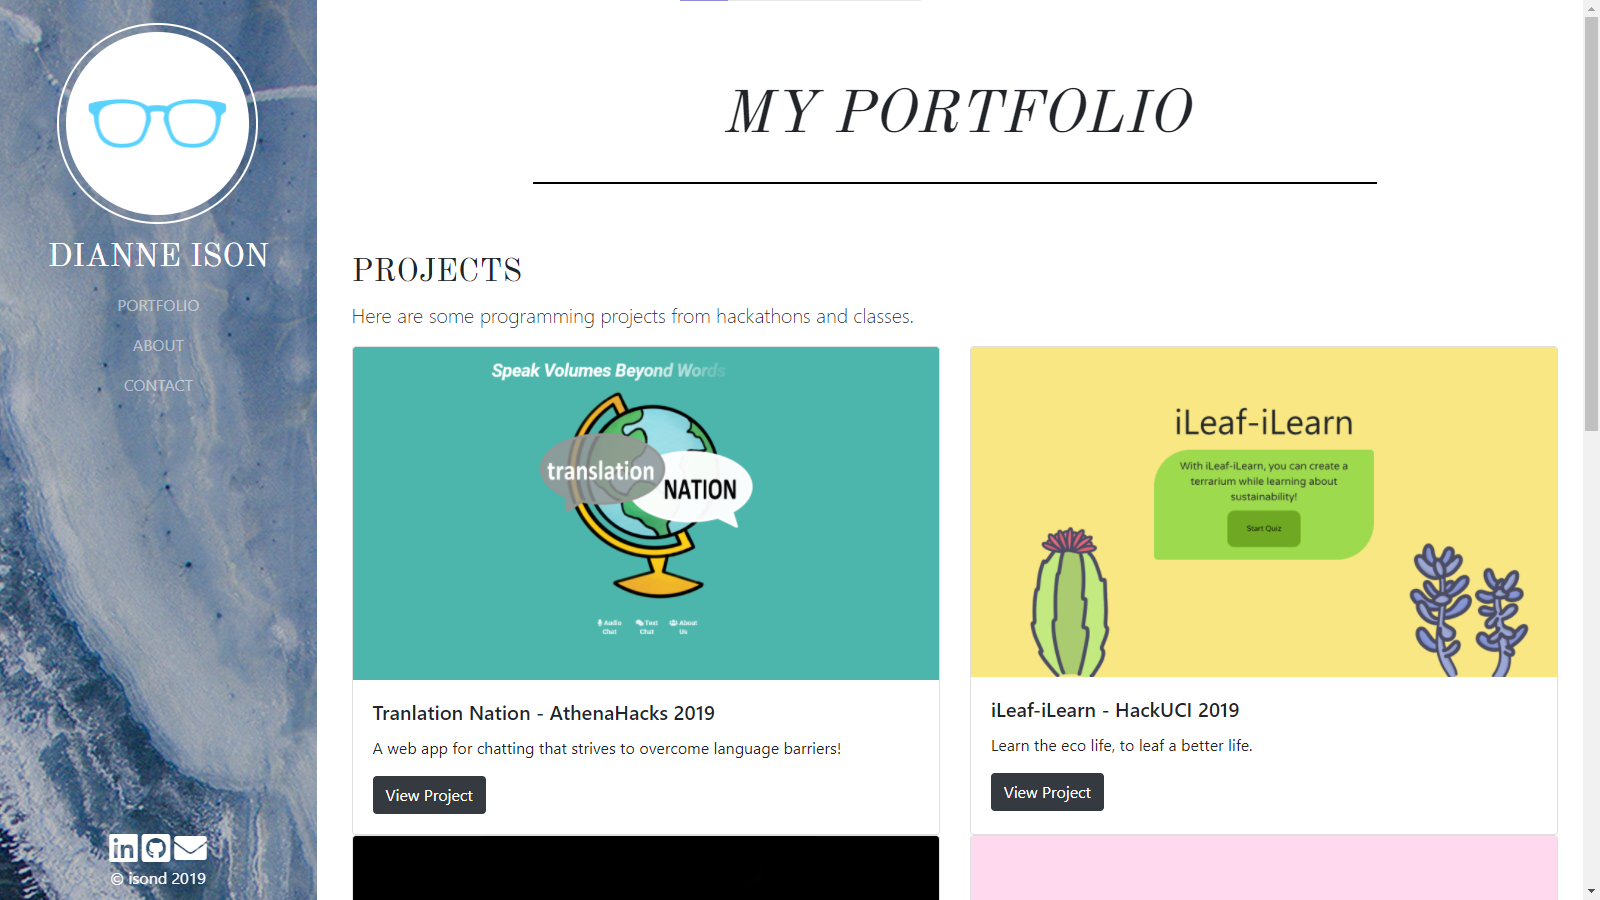 DIANNE ISON
PORTFOLIO
ABOUT
CONTACT
© isond 2019
MY PORTFOLIO
PROJECTS
Here are some programming projects from hackathons and classes.
Speak Volumes Beyond Words
translation
NATION
Audio Chat
Text Chat
About Us
Tranlation Nation - AthenaHacks 2019
A web app for chatting that strives to overcome language barriers!
View Project
iLeaf-iLearn
With iLeaf-iLearn, you can create a
terrarium while learning about
sustainability!
Start Quiz
iLeaf-iLearn - HackUCI 2019
Learn the eco life, to leaf a better life.
View Project